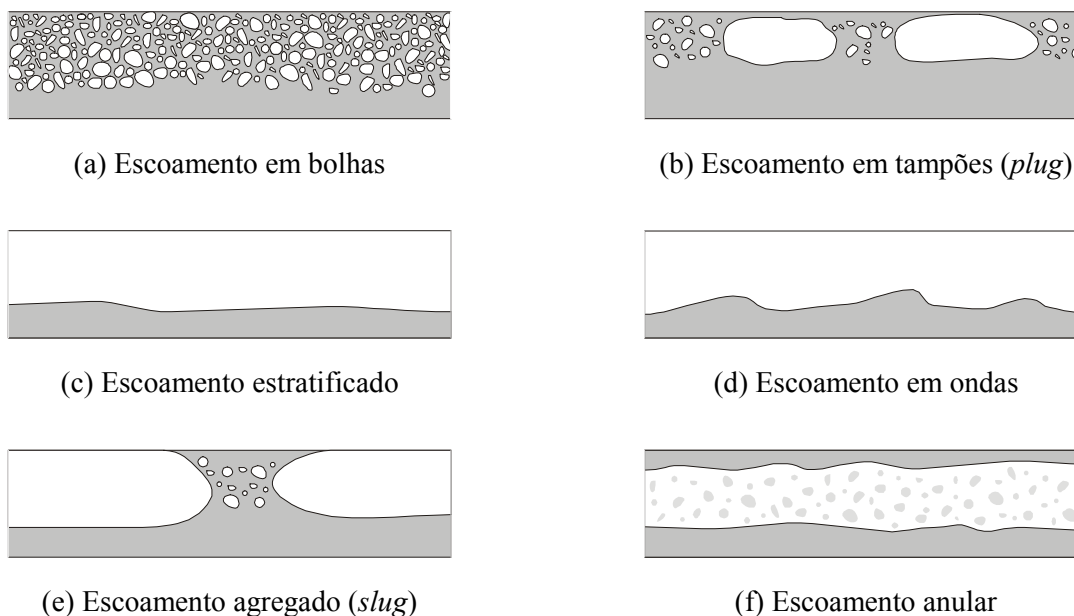 (a) Escoamento em bolhas
(b) Escoamento em tampões (plug)
(c) Escoamento estratificado
(d) Escoamento em ondas
(e) Escoamento agregado (slug)
(f) Escoamento anular